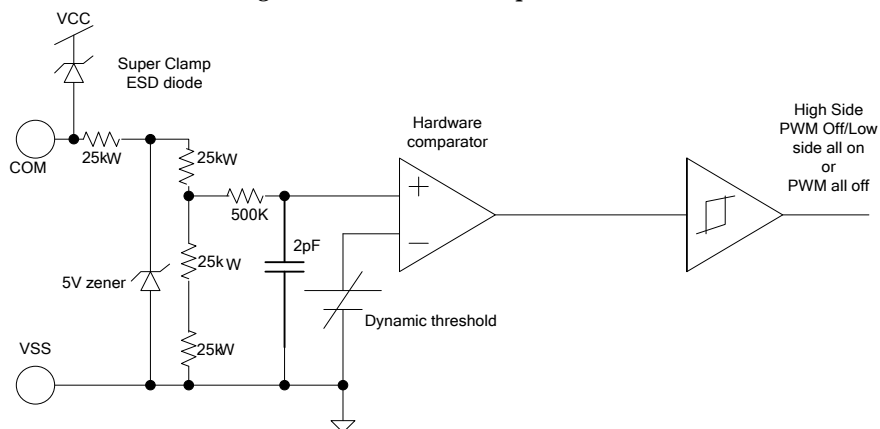 VCC
Super Clamp
ESD diode
COM
25kW
25kW
500K
Hardware
comparator
High Side
PWM Off/Low
side all on
or
PWM all off
+
−
2pF
25kW
5V zener
Dynamic threshold
25kW
VSS